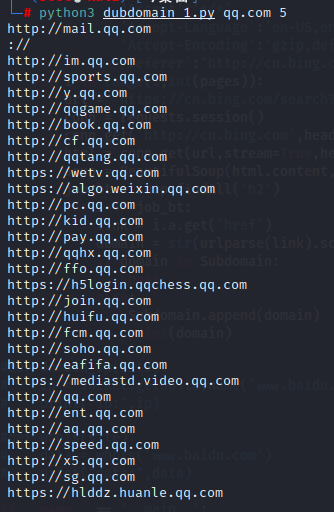 └─# python3 dubdomain_1.py qq.com 5
http://mail.qq.com
://
http://im.qq.com
http://sports.qq.com
http://y.qq.com
http://qqgame.qq.com
http://book.qq.com
http://cf.qq.com
http://qqtang.qq.com
https://wetv.qq.com
https://algo.weixin.qq.com
http://pc.qq.com
http://kid.qq.com
http://pay.qq.com
http://qqhx.qq.com
http://ffo.qq.com
https://h5login.qqchess.qq.com
http://join.qq.com
http://huifu.qq.com
http://fcm.qq.com
http://soho.qq.com
http://eafifa.qq.com
https://mediastd.video.qq.com
http://qq.com
http://ent.qq.com
http://aq.qq.com
http://speed.qq.com
http://x5.qq.com
http://sg.qq.com
https://hlddz.huanle.qq.com